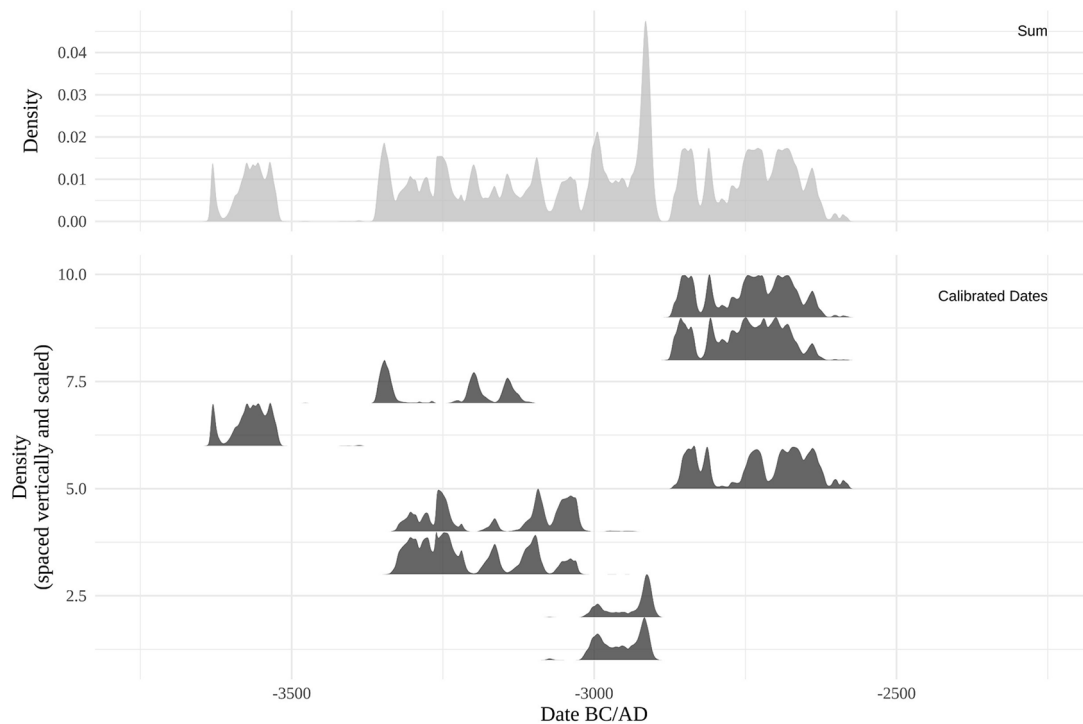 Sum
0.04
0.03
0.02
0.01
0.00
Density
Calibrated Dates
10.0
7.5
5.0
2.5
Density
(spaced vertically and scaled)
-3500
-3000
-2500
Date BC/AD